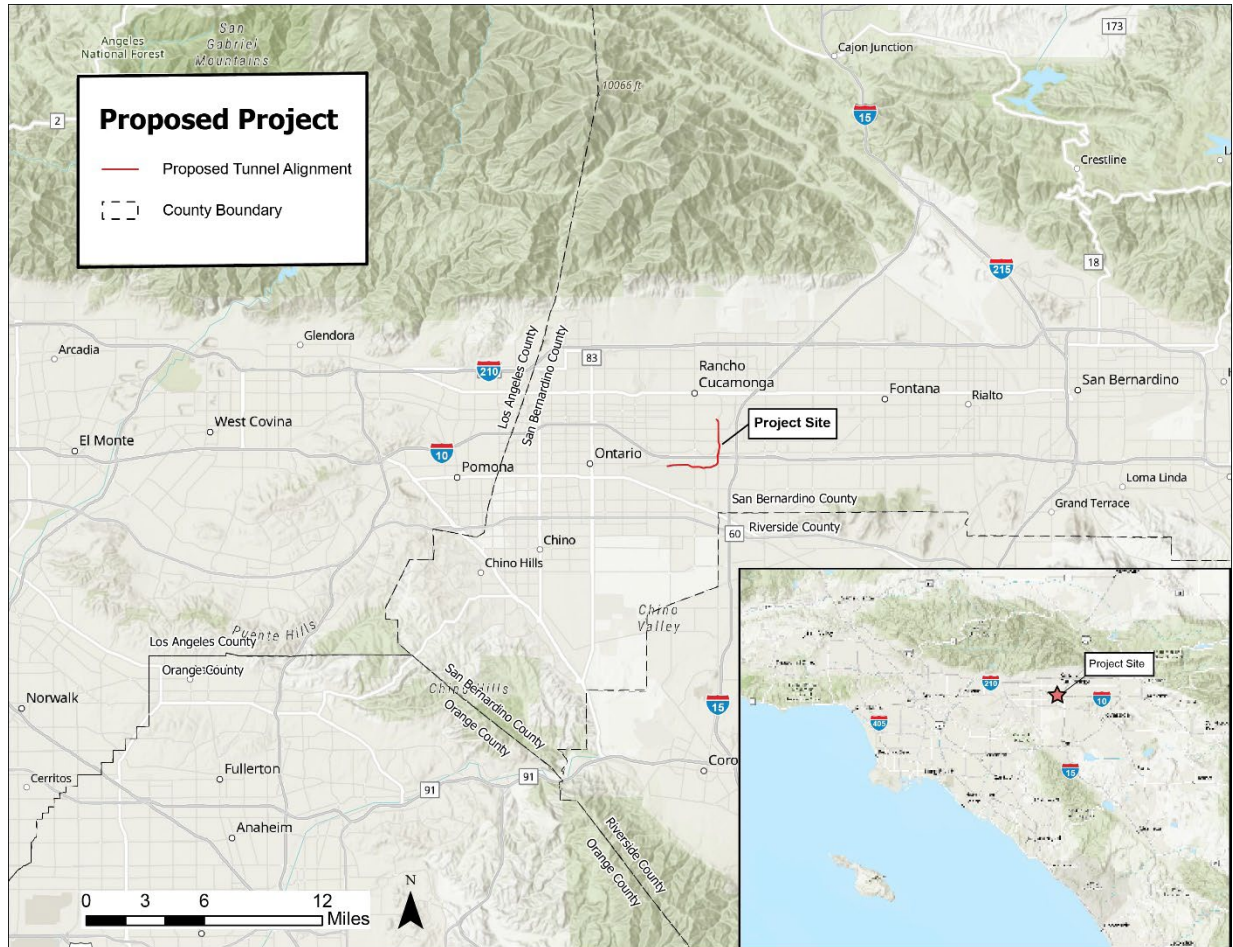 San
Gabriel
Mountains
Angeles
National Forest
173
Cajon Junction
10066 ft
15
2
Proposed Project
Proposed Tunnel Alignment
County Boundary
Crestline
215
18
Glendora
Arcadia
Los Angeles County
San Bernardino County
83
210
Rancho
Cucamonga
San Bernardino
Fontana
Rialto
West Covina
Project Site
El Monte
10
Pomona
Ontario
Loma Linda
San Bernardino County
Grand Terrace
60
Riverside County
Chino
Chino Hills
Chino
Valley
Puente Hills
Los Angeles County
Orange County
Norwalk
San Bernardino County
Chino Hills
Orange County
15
Coro
91
Fullerton
Cerritos
91
Anaheim
Riverside County
Orange County
0 3 6 12
Miles
N
Project Site
210
10
405
15